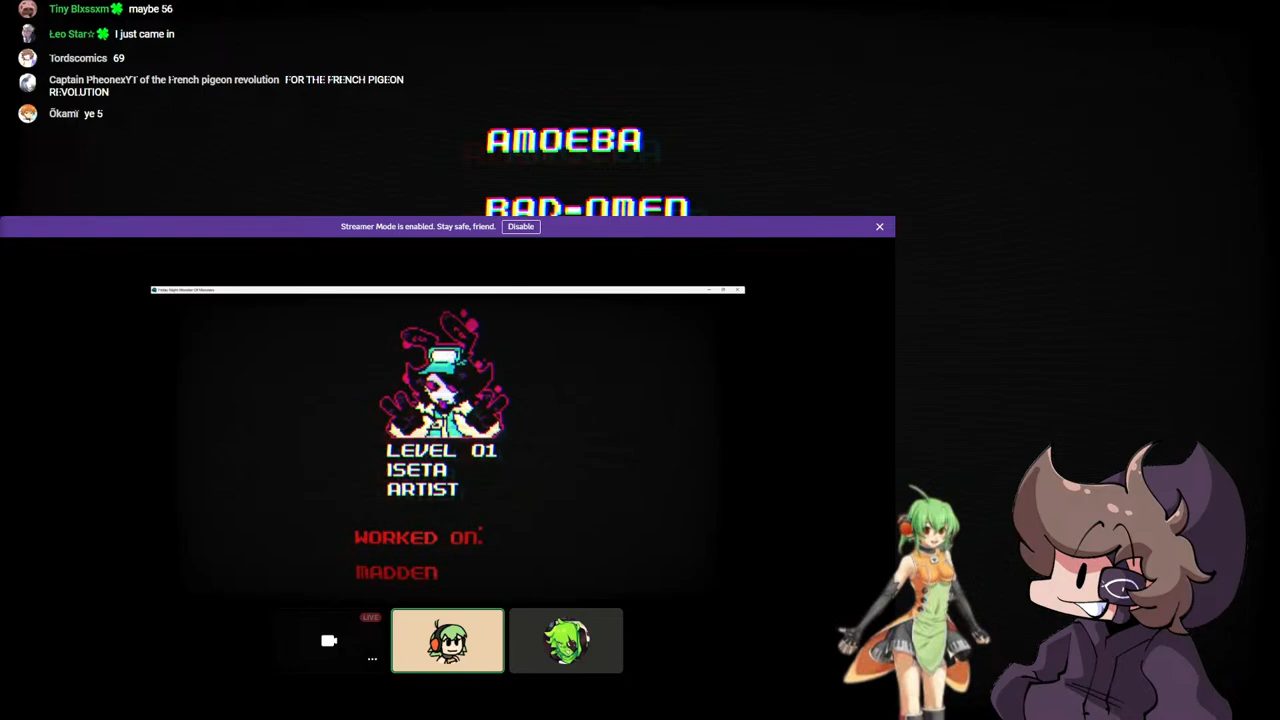 Tiny Blxssxm🍀 maybe 56
Łeo Star☆🍀 I just came in
Tordscomics 69
Captain PheonexYT of the French pigeon revolution FOR THE FRENCH PIGEON
REVOLUTION
Ōkamï ye 5
AMOEBA
BAD-OMEN
Streamer Mode is enabled. Stay safe, friend. Disable
LEVEL 01
ISETA
ARTIST
WORKED ON:
MADDEN
LIVE